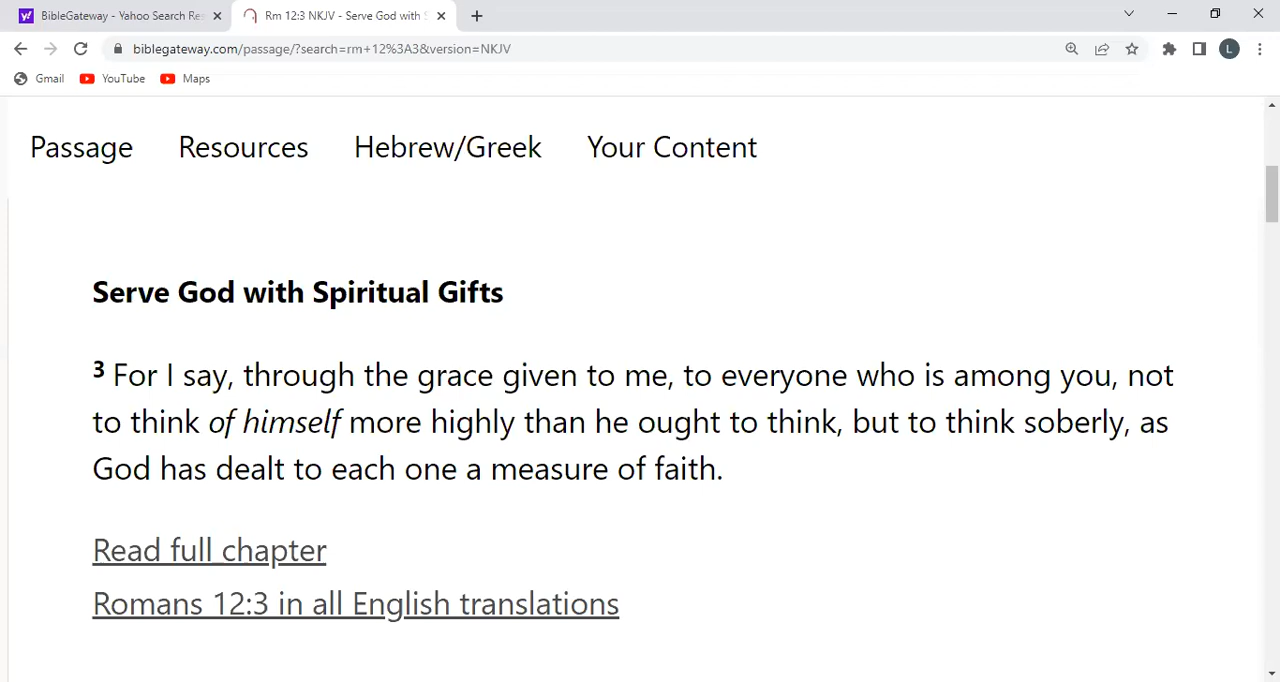 BibleGateway - Yahoo Search Res
Rm 12:3 NKJV - Serve God with S
biblegateway.com/passage/?search=rm+12%3A3&version=NKJV
L
Gmail YouTube Maps
Passage Resources Hebrew/Greek Your Content
Serve God with Spiritual Gifts
3 For I say, through the grace given to me, to everyone who is among you, not
to think of himself more highly than he ought to think, but to think soberly, as
God has dealt to each one a measure of faith.
Read full chapter
Romans 12:3 in all English translations